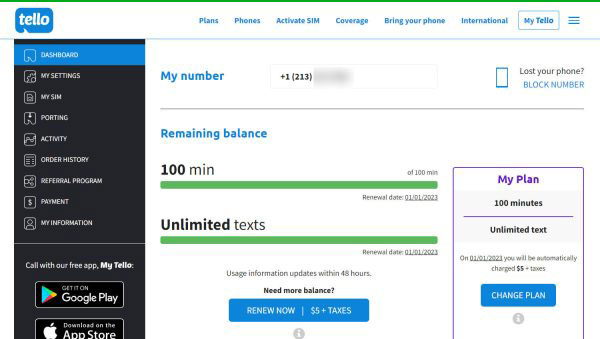 tello
Plans Phones Activate SIM Coverage Bring your phone International My Tello
DASHBOARD
MY SETTINGS
MY SIM
PORTING
ACTIVITY
ORDER HISTORY
REFERRAL PROGRAM
PAYMENT
MY INFORMATION
Call with our free app, My Tello:
GET IT ON
Google Play
Download on the
App Store
My number
+1 (213)
Lost your phone?
BLOCK NUMBER
Remaining balance
100 min
of 100 min
Renewal date: 01/01/2023
Unlimited texts
Renewal date: 01/01/2023
Usage information updates within 48 hours.
Need more balance?
RENEW NOW | $5 + TAXES
My Plan
100 minutes
Unlimited text
On 01/01/2023 you will be automatically
charged $5 + taxes
CHANGE PLAN